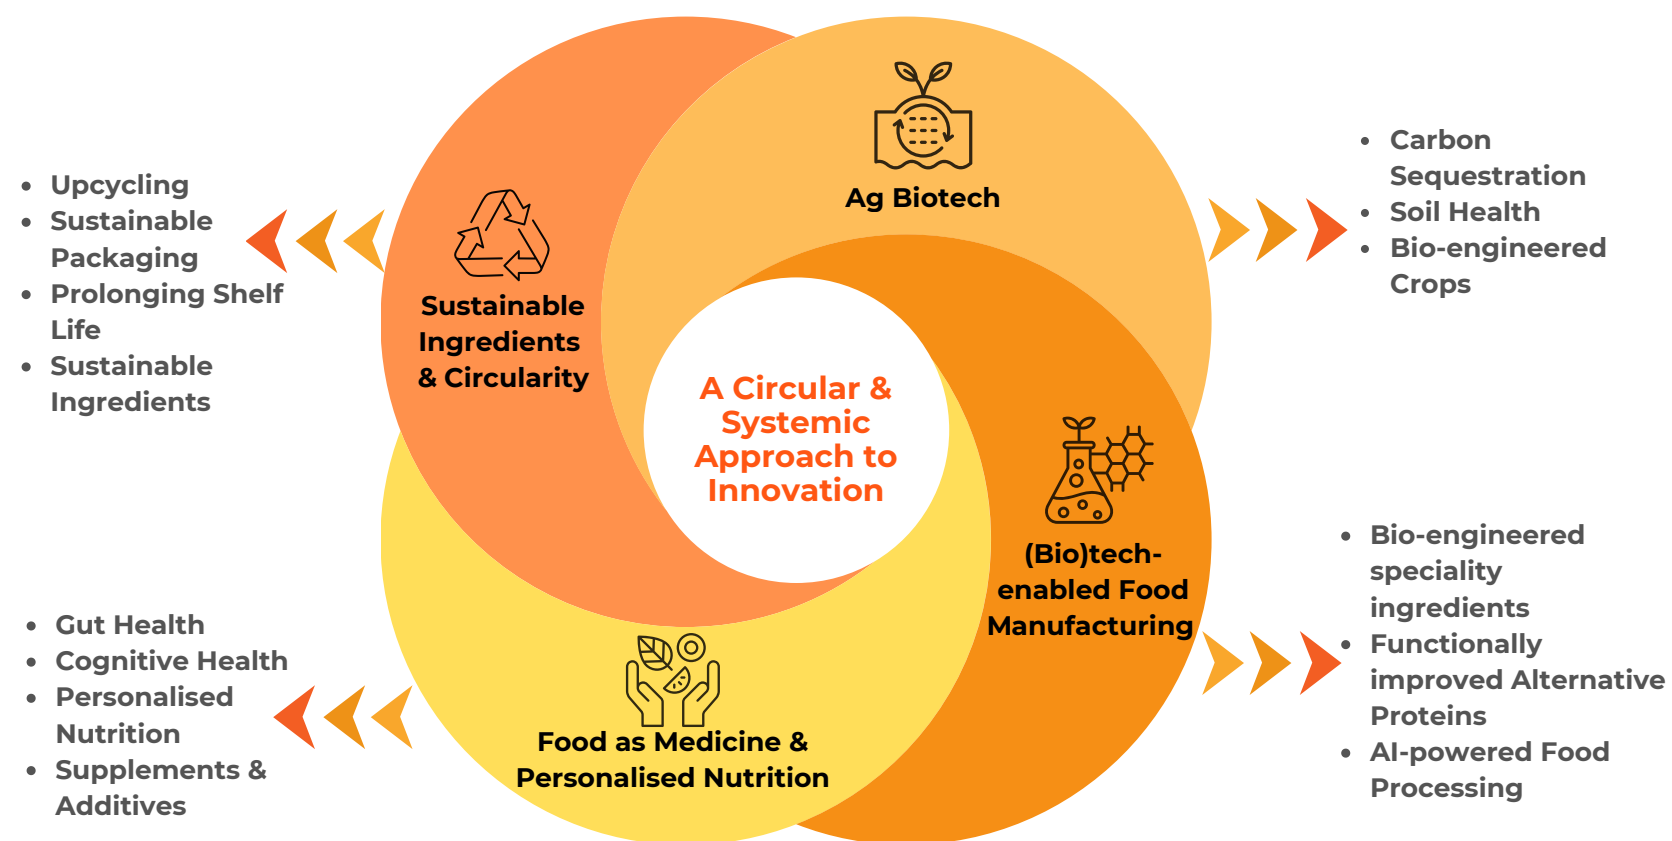 Ag Biotech
• Carbon
Sequestration
• Soil Health
• Bio-engineered
Crops
• Upcycling
• Sustainable
Packaging
• Prolonging Shelf
Life
• Sustainable
Ingredients
Sustainable
Ingredients
& Circularity
A Circular &
Systemic
Approach to
Innovation
(Bio)tech-
enabled Food
Manufacturing
• Bio-engineered
speciality
ingredients
• Functionally
improved Alternative
Proteins
• AI-powered Food
Processing
• Gut Health
• Cognitive Health
• Personalised
Nutrition
• Supplements &
Additives
Food as Medicine &
Personalised Nutrition